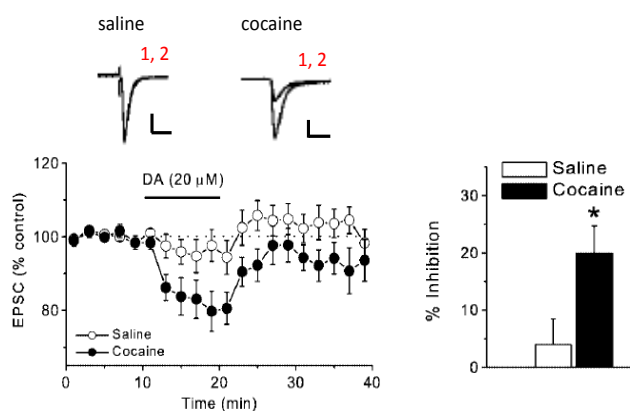 saline
cocaine
1, 2
1, 2
120
100
80
EPSC (% control)
DA (20 μM)
Saline
Cocaine
0
10
20
30
40
Time (min)
Saline
Cocaine
*
30
20
10
0
% Inhibition